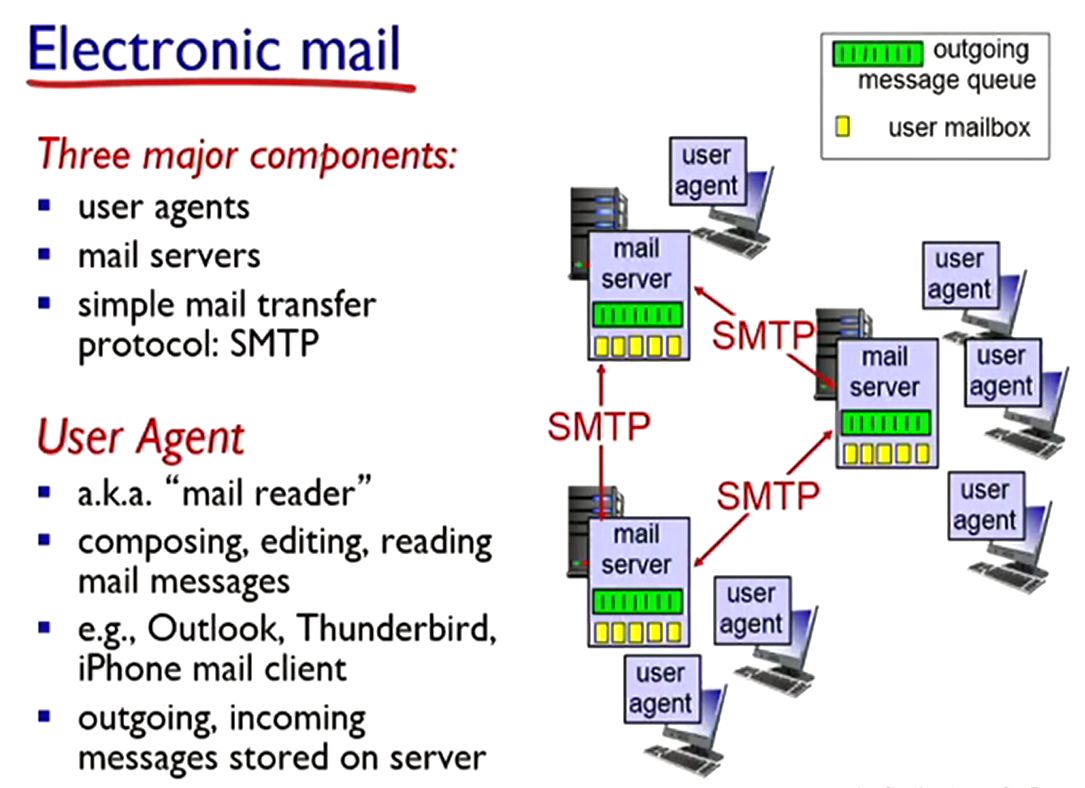 Electronic mail
Three major components:
▪ user agents
▪ mail servers
▪ simple mail transfer
protocol: SMTP
User Agent
▪ a.k.a. “mail reader”
▪ composing, editing, reading
mail messages
▪ e.g., Outlook, Thunderbird,
iPhone mail client
▪ outgoing, incoming
messages stored on server
outgoing
message queue
user mailbox
user
agent
mail
server
SMTP
user
agent
mail
server
user
agent
SMTP
SMTP
user
agent
mail
server
user
agent
user
agent